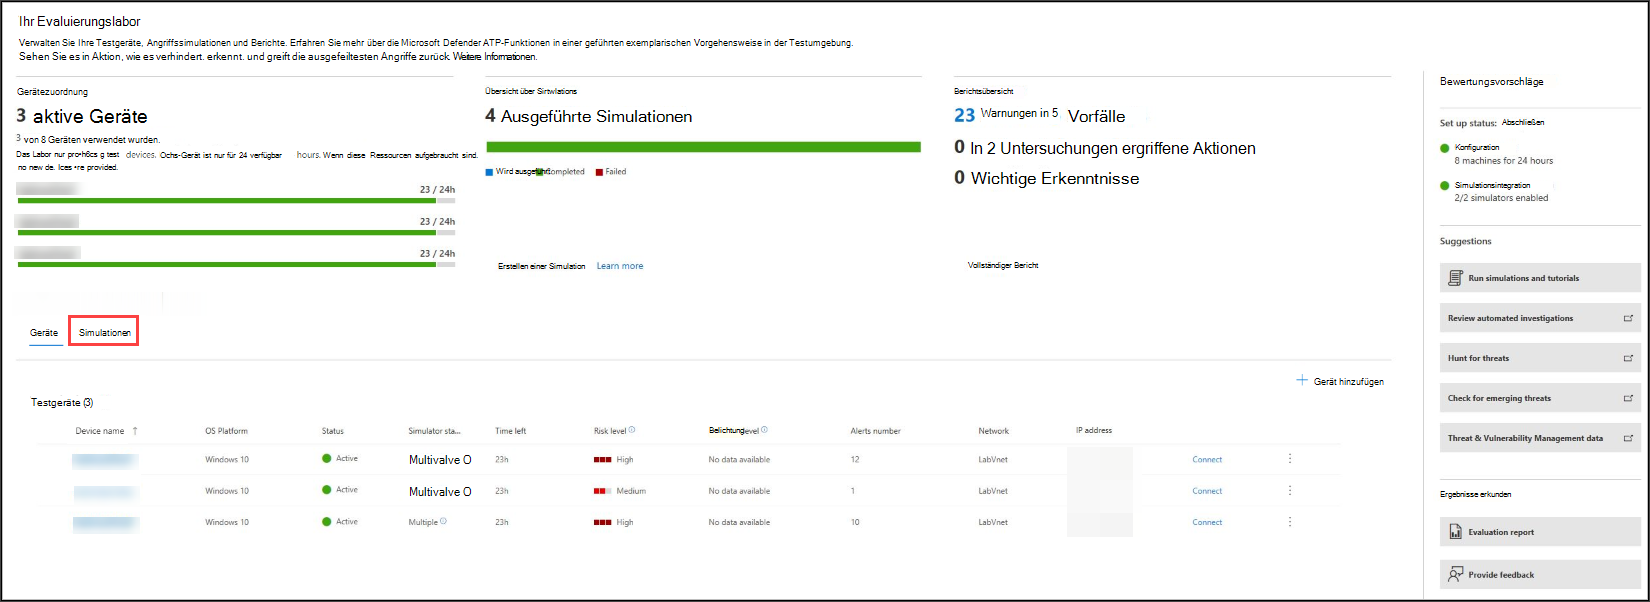 Ihr Evaluierungslabor
Verwalten Sie Ihre Testgeräte, Angriffssimulationen und Berichte. Erfahren Sie mehr über die Microsoft Defender ATP-Funktionen in einer geführten exemplarischen Vorgehensweise in der Testumgebung.
Sehen Sie es in Aktion, wie es verhindert. erkennt. und greift die ausgefeiltesten Angriffe zurück. Weitere Informationen.
Gerätezuordnung
3 aktive Geräte
3 von 8 Geräten verwendet wurden.
Das Labor nur pro•h6cs g test devices. Ochs-Gerät ist nur für 24 verfügbar hours. Wenn diese Ressourcen aufgebraucht sind.
no new de. Ices •re provided.
23 / 24h
23 / 24h
23 / 24h
Übersicht über Sirtwlations
4 Ausgeführte Simulationen
Wird ausgeführt Completed Failed
Erstellen einer Simulation Learn more
Berichtsübersicht
23 Warnungen in 5 Vorfälle
0 In 2 Untersuchungen ergriffene Aktionen
0 Wichtige Erkenntnisse
Vollständiger Bericht
Geräte Simulationen
Gerät hinzufügen
Testgeräte (3)
Device name ↑ OS Platform Status Simulator sta... Time left Risk level Belichtung level Alerts number Network IP address
Windows 10 Active Multivalve O 23h High No data available 12 LabVnet Connect
Windows 10 Active Multivalve O 23h Medium No data available 1 LabVnet Connect
Windows 10 Active Multiple 23h High No data available 10 LabVnet Connect
Bewertungsvorschläge
Set up status: Abschließen
Konfiguration
8 machines for 24 hours
Simulationsintegration
2/2 simulators enabled
Suggestions
Run simulations and tutorials
Review automated investigations
Hunt for threats
Check for emerging threats
Threat & Vulnerability Management data
Ergebnisse erkunden
Evaluation report
Provide feedback